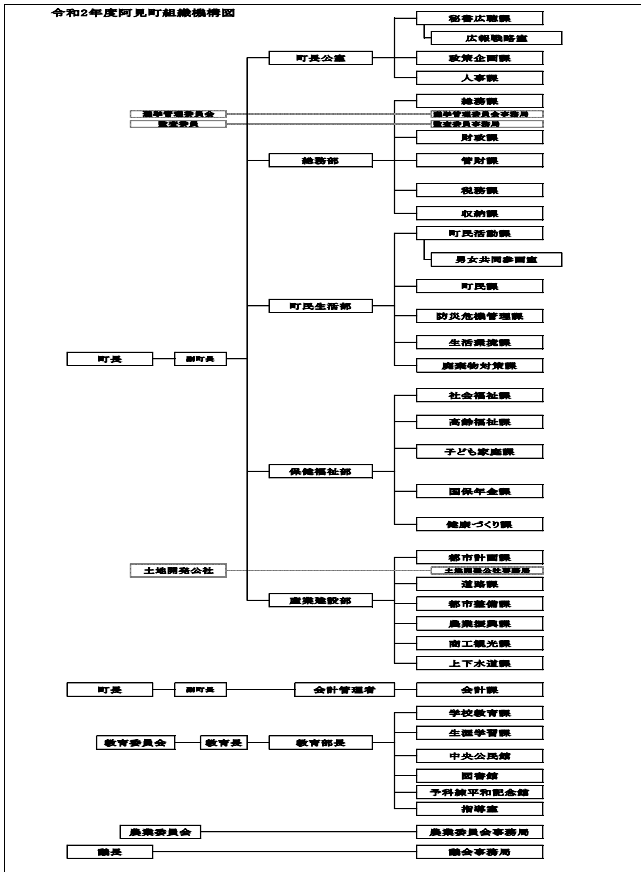 令和2年度阿見町組織機構図
秘書広聴課
広報戦略室
町長公室
政策企画課
人事課
総務課
選挙管理委員会
選挙管理委員会事務局
監査委員
監査委員事務局
財政課
総務部
管財課
税務課
収納課
町民活動課
男女共同参画室
町民課
町民生活部
防災危機管理課
生活環境課
町長
副町長
廃棄物対策課
社会福祉課
高齢福祉課
子ども家庭課
保健福祉部
国保年金課
健康づくり課
都市計画課
土地開発公社
土地開発公社事務局
道路課
産業建設部
都市整備課
農業振興課
商工観光課
上下水道課
町長
副町長
会計管理者
会計課
学校教育課
生涯学習課
教育委員会
教育長
教育部長
中央公民館
図書館
予科練平和記念館
指導室
農業委員会
農業委員会事務局
議長
議会事務局